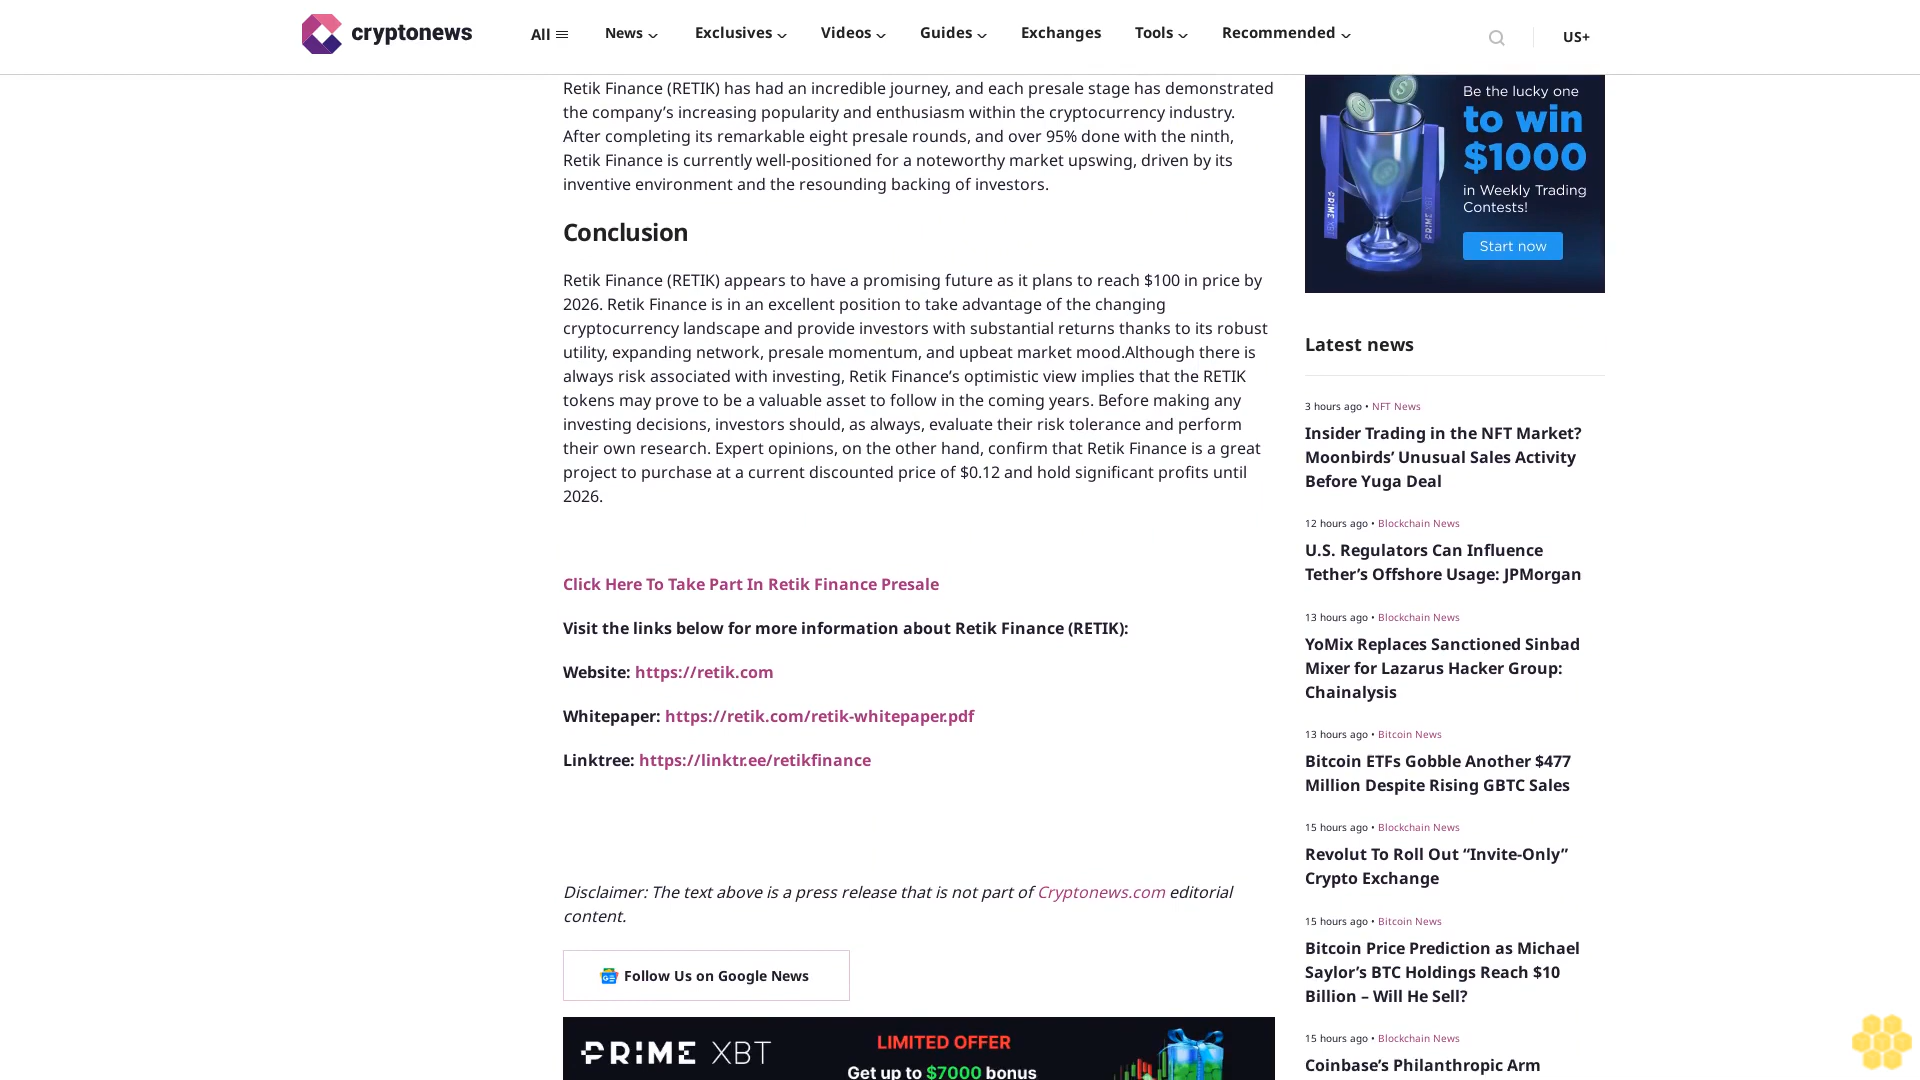 cryptonews
All
News
Exclusives
Videos
Guides
Exchanges
Tools
Recommended
US+
Retik Finance (RETIK) has had an incredible journey, and each presale stage has demonstrated
the company’s increasing popularity and enthusiasm within the cryptocurrency industry.
After completing its remarkable eight presale rounds, and over 95% done with the ninth,
Retik Finance is currently well-positioned for a noteworthy market upswing, driven by its
inventive environment and the resounding backing of investors.
Conclusion
Retik Finance (RETIK) appears to have a promising future as it plans to reach $100 in price by
2026. Retik Finance is in an excellent position to take advantage of the changing
cryptocurrency landscape and provide investors with substantial returns thanks to its robust
utility, expanding network, presale momentum, and upbeat market mood.Although there is
always risk associated with investing, Retik Finance’s optimistic view implies that the RETIK
tokens may prove to be a valuable asset to follow in the coming years. Before making any
investing decisions, investors should, as always, evaluate their risk tolerance and perform
their own research. Expert opinions, on the other hand, confirm that Retik Finance is a great
project to purchase at a current discounted price of $0.12 and hold significant profits until
2026.
Click Here To Take Part In Retik Finance Presale
Visit the links below for more information about Retik Finance (RETIK):
Website: https://retik.com
Whitepaper: https://retik.com/retik-whitepaper.pdf
Linktree: https://linktr.ee/retikfinance
Disclaimer: The text above is a press release that is not part of Cryptonews.com editorial
content.
Follow Us on Google News
PRIME XBT
LIMITED OFFER
Get up to $7000 bonus
Be the lucky one
to win
$1000
in Weekly Trading
Contests!
Start now
Latest news
3 hours ago • NFT News
Insider Trading in the NFT Market?
Moonbirds’ Unusual Sales Activity
Before Yuga Deal
12 hours ago • Blockchain News
U.S. Regulators Can Influence
Tether’s Offshore Usage: JPMorgan
13 hours ago • Blockchain News
YoMix Replaces Sanctioned Sinbad
Mixer for Lazarus Hacker Group:
Chainalysis
13 hours ago • Bitcoin News
Bitcoin ETFs Gobble Another $477
Million Despite Rising GBTC Sales
15 hours ago • Blockchain News
Revolut To Roll Out “Invite-Only”
Crypto Exchange
15 hours ago • Bitcoin News
Bitcoin Price Prediction as Michael
Saylor’s BTC Holdings Reach $10
Billion – Will He Sell?
15 hours ago • Blockchain News
Coinbase’s Philanthropic Arm